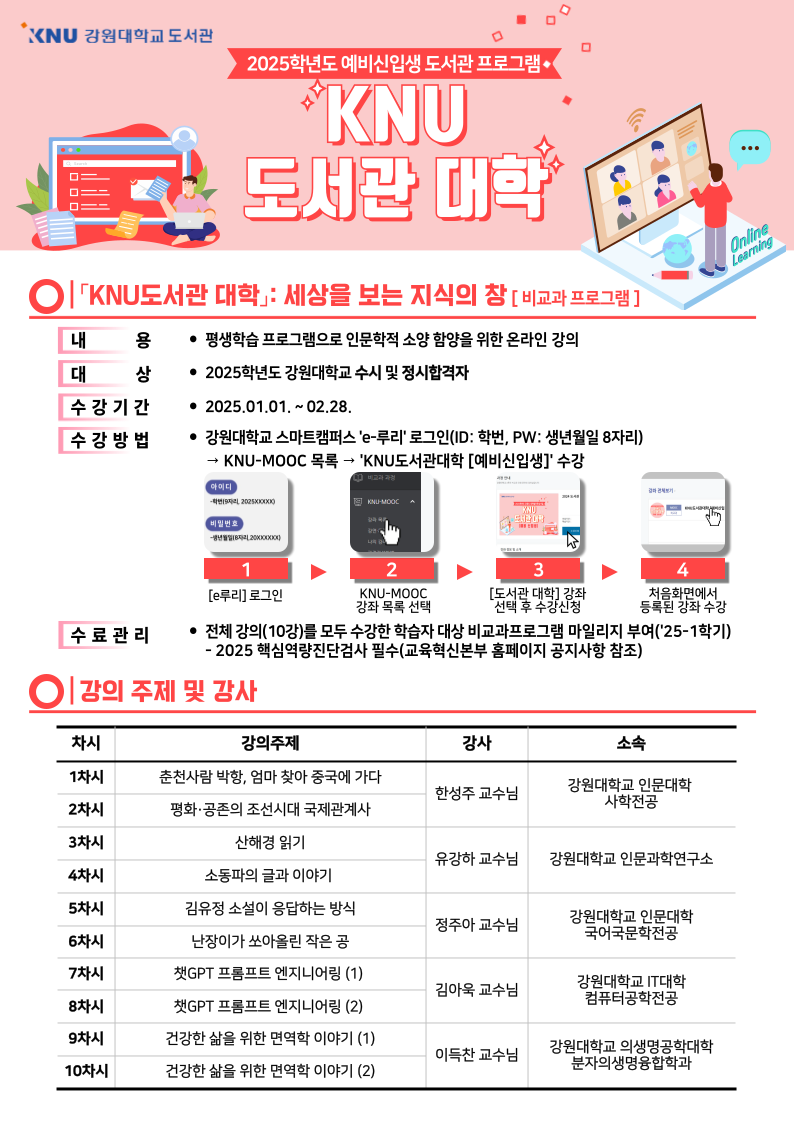 KNU 강원대학교 도서관
2025학년도 예비신입생 도서관 프로그램
KNU
도서관 대학
Online
Learning
「KNU도서관 대학」: 세상을 보는 지식의 창 [ 비교과 프로그램 ]
내 용 • 평생학습 프로그램으로 인문학적 소양 함양을 위한 온라인 강의
대 상 • 2025학년도 강원대학교 수시 및 정시합격자
수강기간 • 2025.01.01. ~ 02.28.
수강방법 • 강원대학교 스마트캠퍼스 'e-루리' 로그인(ID: 학번, PW: 생년월일 8자리)
→ KNU-MOOC 목록 → 'KNU도서관대학 [예비신입생]' 수강
아이디
-학번(9자리, 2025XXXXX)
비밀번호
-생년월일(8자리,20XXXXXX)
비교과 과정
KNU-MOOC
강좌 목록
KNU
도서관 대학
강좌 전체보기
1 2 3 4
[e루리] 로그인
KNU-MOOC
강좌 목록 선택
[도서관 대학] 강좌
선택 후 수강신청
처음화면에서
등록된 강좌 수강
수료관리 • 전체 강의(10강)를 모두 수강한 학습자 대상 비교과프로그램 마일리지 부여('25-1학기)
- 2025 핵심역량진단검사 필수(교육혁신본부 홈페이지 공지사항 참조)
강의 주제 및 강사
차시 강의주제 강사 소속
1차시 춘천사람 박항, 엄마 찾아 중국에 가다
한성주 교수님 강원대학교 인문대학
사학전공
2차시 평화·공존의 조선시대 국제관계사
3차시 산해경 읽기
유강하 교수님 강원대학교 인문과학연구소
4차시 소동파의 글과 이야기
5차시 김유정 소설이 응답하는 방식
정주아 교수님 강원대학교 인문대학
국어국문학전공
6차시 난장이가 쏘아올린 작은 공
7차시 챗GPT 프롬프트 엔지니어링 (1)
김아욱 교수님 강원대학교 IT대학
컴퓨터공학전공
8차시 챗GPT 프롬프트 엔지니어링 (2)
9차시 건강한 삶을 위한 면역학 이야기 (1)
이득찬 교수님 강원대학교 의생명공학대학
분자의생명융합학과
10차시 건강한 삶을 위한 면역학 이야기 (2)